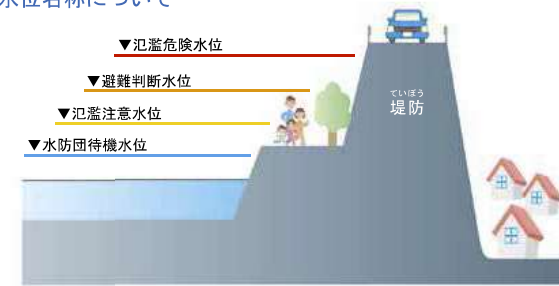 水位名称について
▼氾濫危険水位
▼避難判断水位
▼氾濫注意水位
▼水防団待機水位
ていぼう
堤防